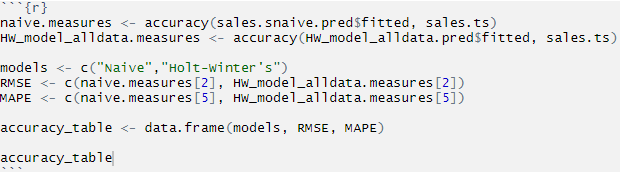 ```{r}
naive.measures <- accuracy(sales.snaive.pred$fitted, sales.ts)
HW_model_alldata.measures <- accuracy(HW_model_alldata.pred$fitted, sales.ts)
models <- c("Naive","Holt-Winter's")
RMSE <- c(naive.measures[2], HW_model_alldata.measures[2])
MAPE <- c(naive.measures[5], HW_model_alldata.measures[5])
accuracy_table <- data.frame(models, RMSE, MAPE)
accuracy_table
```